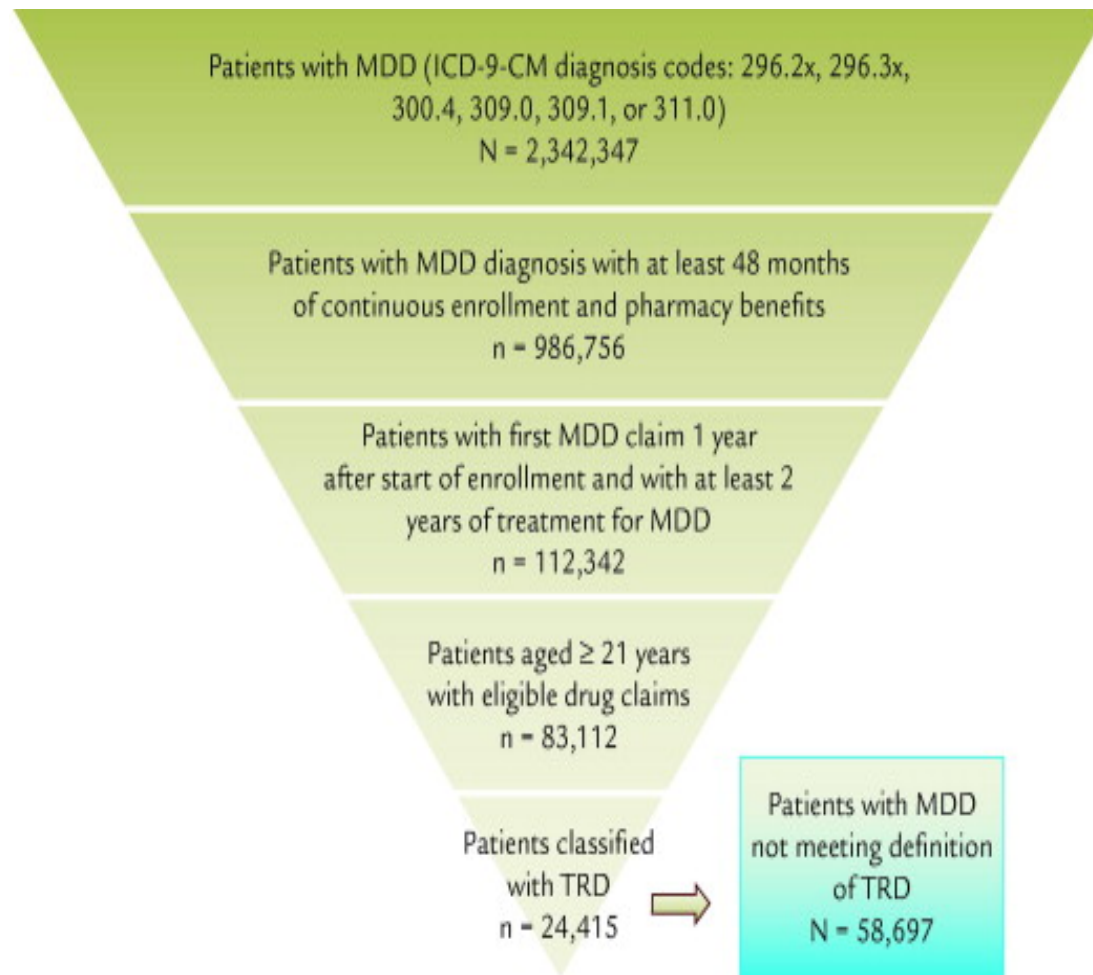 Patients with MDD (ICD-9-CM diagnosis codes: 296.2x, 296.3x,
300.4, 309.0, 309.1, or 311.0)
N = 2,342,347
Patients with MDD diagnosis with at least 48 months
of continuous enrollment and pharmacy benefits
n = 986,756
Patients with first MDD claim 1 year
after start of enrollment and with at least 2
years of treatment for MDD
n = 112,342
Patients aged ≥ 21 years
with eligible drug claims
n = 83,112
Patients classified
with TRD
n = 24,415
Patients with MDD
not meeting definition
of TRD
N = 58,697